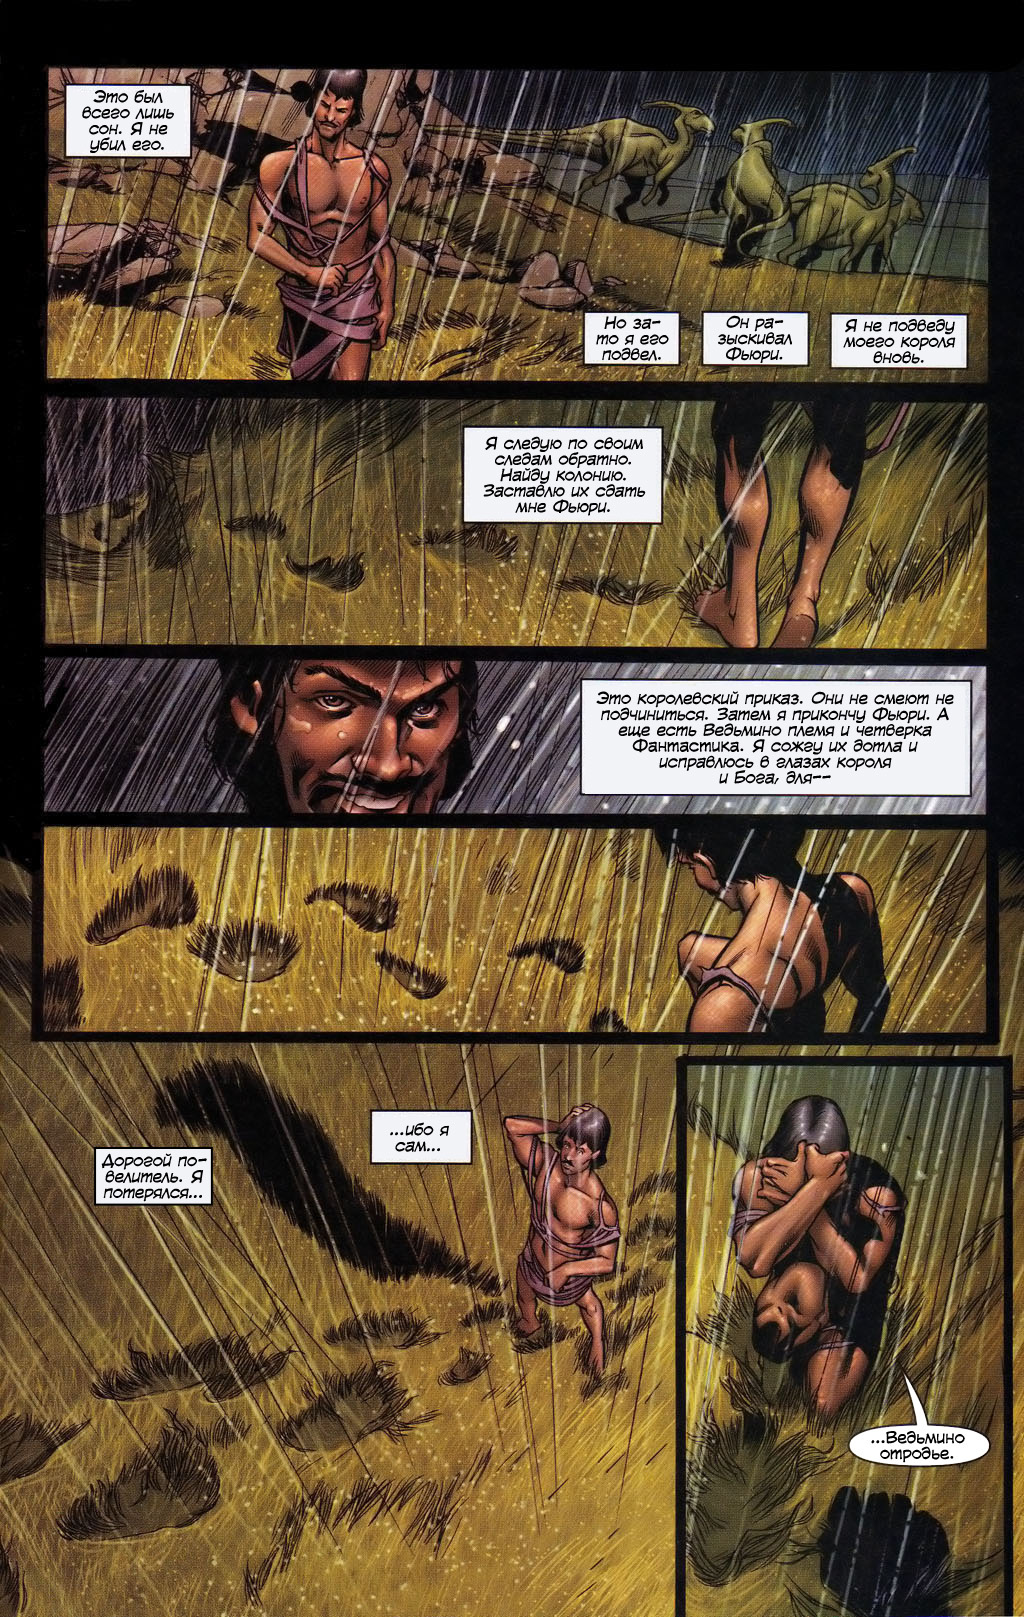 Это был
всего лишь
сон. Я не
убил его.
Но за-
то я его
подвел.
Он ра-
зыскивал
Фьюри.
Я не подведу
моего короля
вновь.
Я следую по своим
следам обратно.
Найду колонию.
Заставлю их сдать
мне Фьюри.
Это королевский приказ. Они не смеют не
подчиниться. Затем я прикончу Фьюри. А
еще есть Ведьмино племя и четверка
Фантастика. Я сожгу их дотла и
исправлюсь в глазах короля
и Бога, для--
Дорогой по-
велитель. Я
потерялся...
...ибо я
сам...
...Ведьмино
отродье.